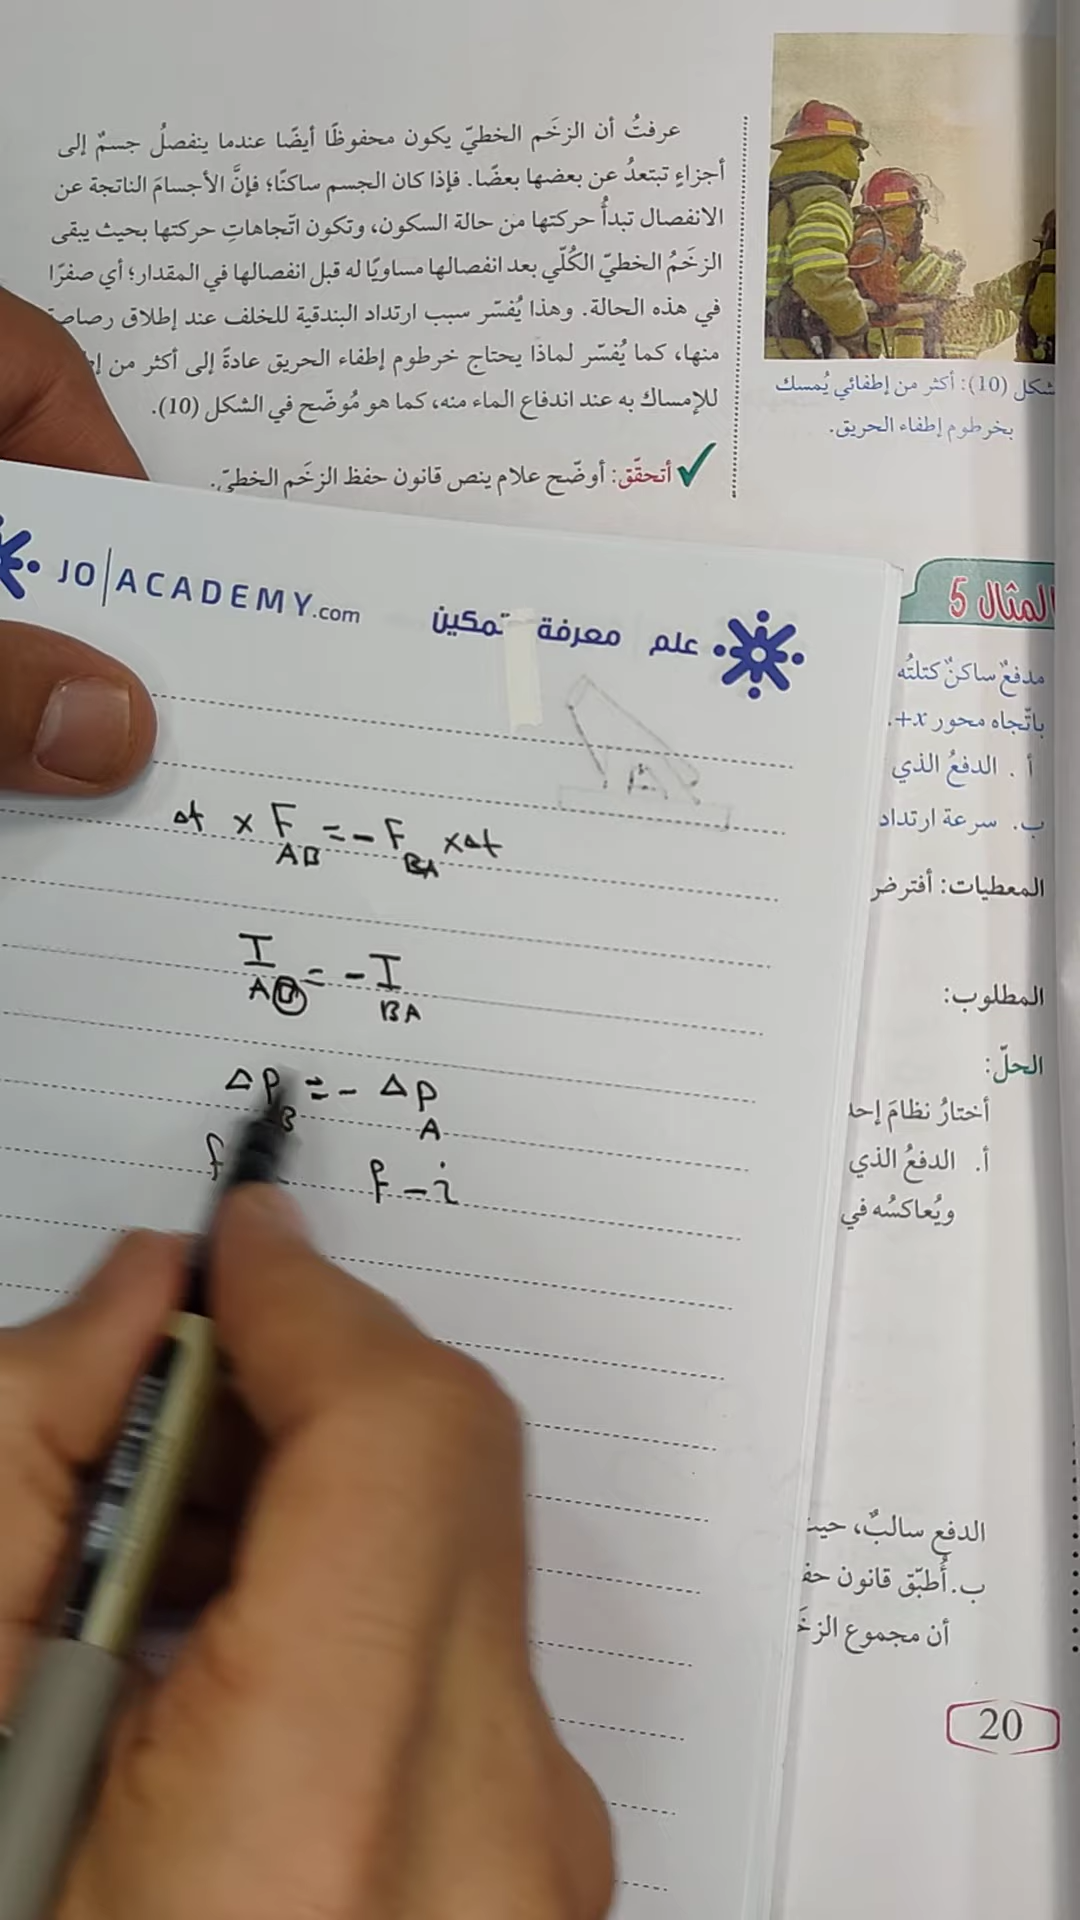 عرفتُ أن الزخَم الخطيّ يكون محفوظًا أيضًا عندما ينفصلُ جسمٌ إلى
أجزاءٍ تبتعدُ عن بعضها بعضًا. فإذا كان الجسم ساكنًا؛ فإنَّ الأجسامَ الناتجة عن
الانفصال تبدأُ حركتها من حالة السكون، وتكون اتّجاهاتِ حركتها بحيث يبقى
الزخَمُ الخطيّ الكُلّي بعد انفصالها مساويًا له قبل انفصالها في المقدار؛ أي صفرًا
في هذه الحالة. وهذا يُفسّر سبب ارتداد البندقية للخلف عند إطلاق
منها، كما يُفسّر لماذا يحتاج خرطوم إطفاء الحريق عادةً إلى أكثر من
للإمساك به عند اندفاع الماء منه، كما هو مُوضّح في الشكل (10).
✓ أتحقّق: أوضّح علام ينص قانون حفظ الزخَم الخطيّ.
شكل (10): أكثر من إطفائي يُمسك
بخرطوم إطفاء الحريق.
JO ACADEMY.com
علم معرفة تمكين
Δt × F AB = - F BA × Δt
I AB = - I BA
ΔP B = - ΔP A
f f - i
المثال 5
مدفعٌ ساكنٌ كتلتُه
باتّجاه محور x+.
أ . الدفعُ الذي
ب. سرعة ارتداد
المعطيات: أفترض
المطلوب:
الحلّ:
أختارُ نظامَ
أ. الدفعُ الذي
ويُعاكسُه في
الدفع سالبٌ،
ب. أُطبّق قانون
أن مجموع
20